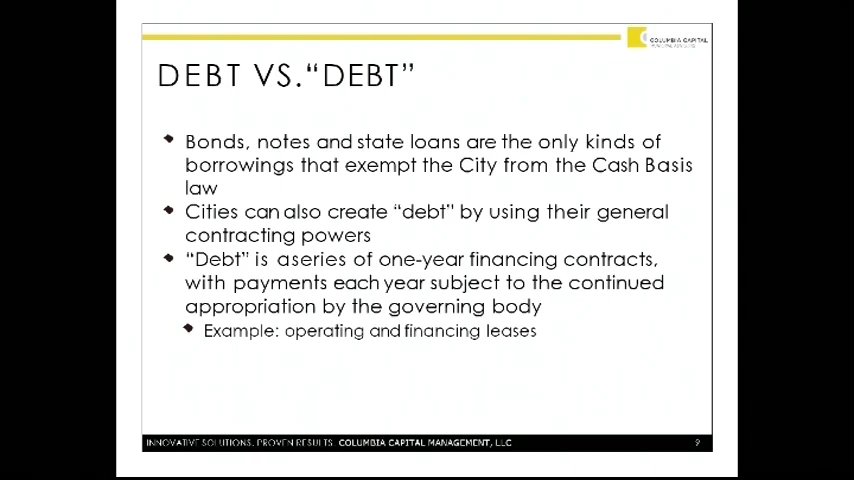 COLUMBIA CAPITAL
DEBT VS.“DEBT”
Bonds, notes and state loans are the only kinds of
borrowings that exempt the City from the Cash Basis
law
Cities can also create “debt” by using their general
contracting powers
“Debt” is a series of one-year financing contracts,
with payments each year subject to the continued
appropriation by the governing body
Example: operating and financing leases
INNOVATIVE SOLUTIONS. PROVEN RESULTS. COLUMBIA CAPITAL MANAGEMENT, LLC
9